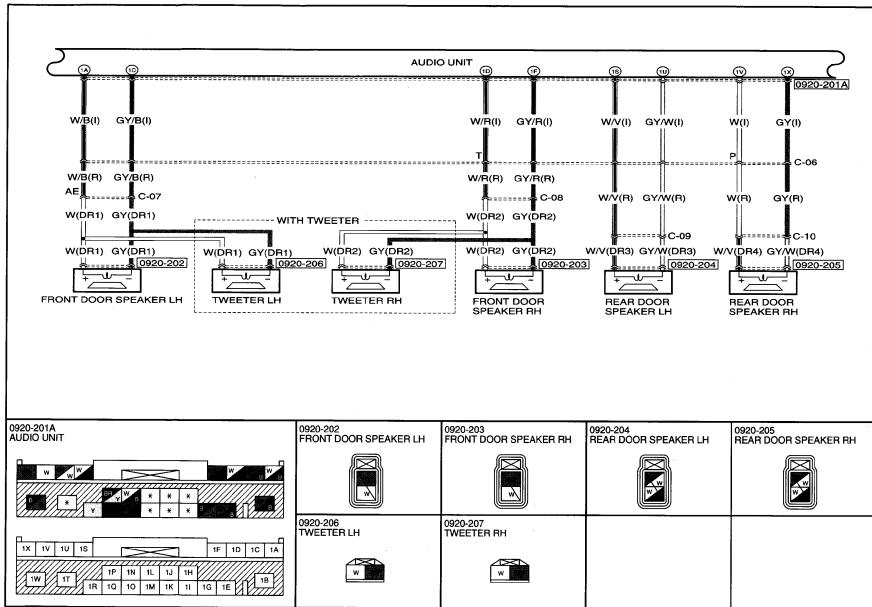 AUDIO UNIT
1A 1C 1D 1F 1S 1U 1V 1X
0920-201A
W/B(I) GY/B(I) W/R(I) GY/R(I) W/V(I) GY/W(I) W(I) GY(I)
T P C-06
W/B(R) GY/B(R) W/R(R) GY/R(R)
AE C-07 C-08 W/V(R) GY/W(R) W(R) GY(R)
W(DR1) GY(DR1) WITH TWEETER W(DR2) GY(DR2)
C-09 C-10
W(DR1) GY(DR1) W(DR1) GY(DR1) W(DR2) GY(DR2) W(DR2) GY(DR2) W/V(DR3) GY/W(DR3) W/V(DR4) GY/W(DR4)
0920-202 0920-206 0920-207 0920-203 0920-204 0920-205
FRONT DOOR SPEAKER LH TWEETER LH TWEETER RH FRONT DOOR REAR DOOR REAR DOOR
SPEAKER RH SPEAKER LH SPEAKER RH
0920-201A
AUDIO UNIT
W W W W W
B * BR Y W * * * B
Y * * *
1X 1V 1U 1S 1F 1D 1C 1A
1W 1T 1P 1N 1L 1J 1H 1B
1R 1Q 1O 1M 1K 1I 1G 1E
0920-202
FRONT DOOR SPEAKER LH
W
0920-203
FRONT DOOR SPEAKER RH
W
0920-204
REAR DOOR SPEAKER LH
W
W
0920-205
REAR DOOR SPEAKER RH
W
W
0920-206
TWEETER LH
W
0920-207
TWEETER RH
W